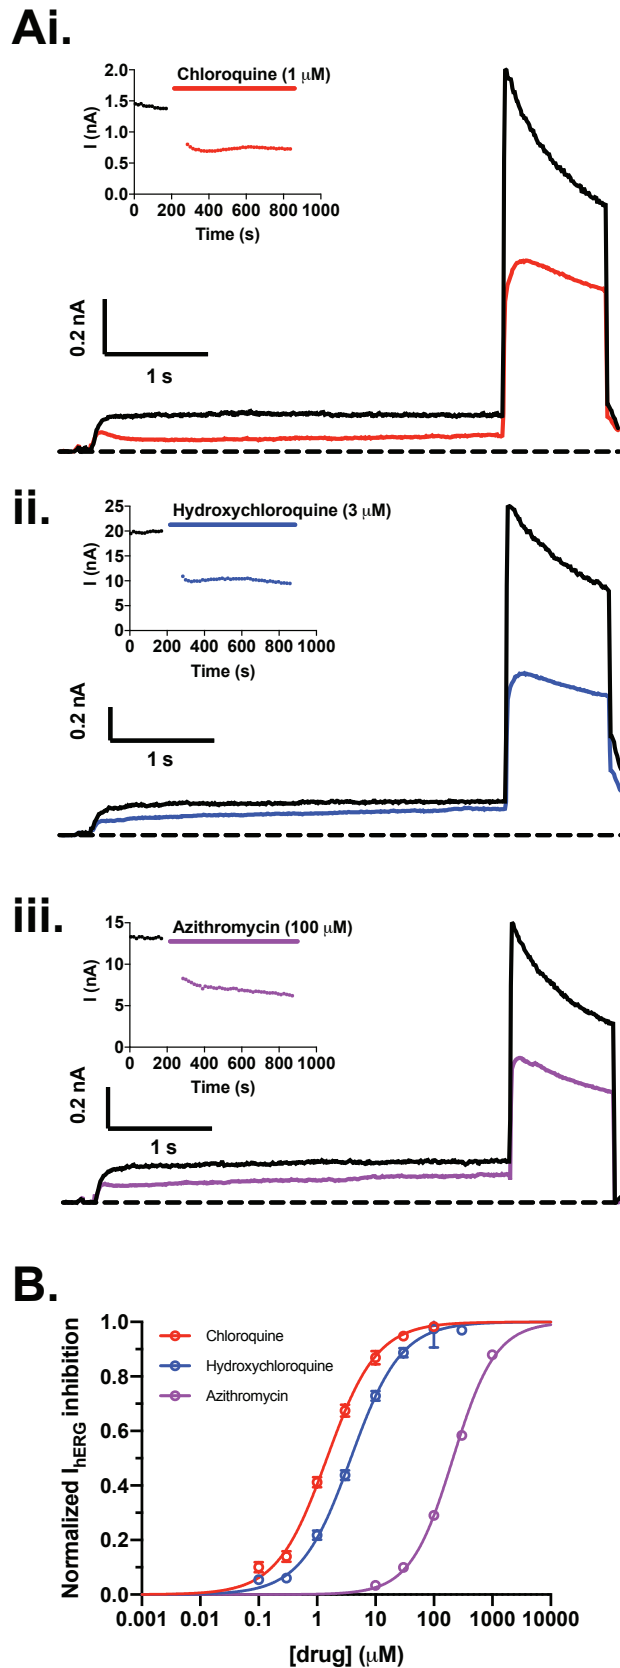 Ai.
Chloroquine (1 μM)
2.0
1.5
1.0
0.5
0.0
I (nA)
0 200 400 600 800 1000
Time (s)
0.2 nA
1 s
ii.
Hydroxychloroquine (3 μM)
25
20
15
10
5
0
I (nA)
0 200 400 600 800 1000
Time (s)
0.2 nA
1 s
iii.
Azithromycin (100 μM)
15
10
5
0
I (nA)
0 200 400 600 800 1000
Time (s)
0.2 nA
1 s
B.
Normalized IhERG inhibition
1.0
0.8
0.6
0.4
0.2
0.0
Chloroquine
Hydroxychloroquine
Azithromycin
0.001 0.01 0.1 1 10 100 1000 10000
[drug] (μM)